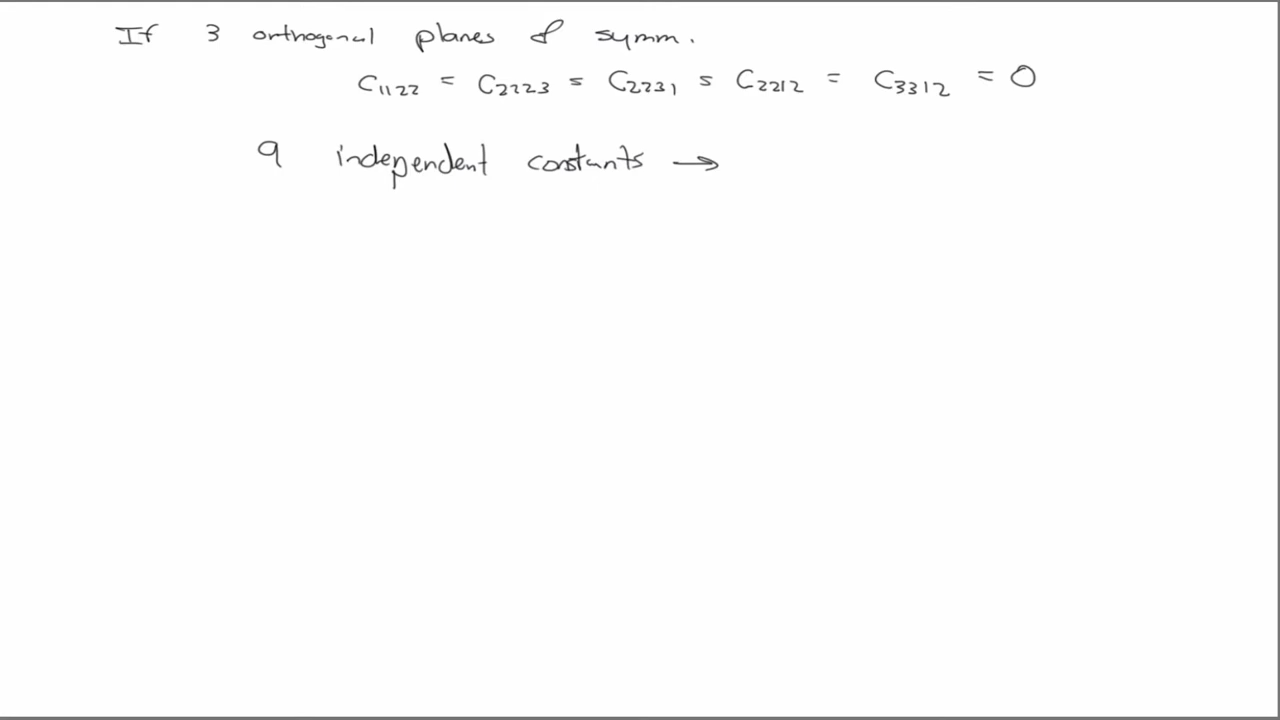 If 3 orthogonal planes of symm.
C1122 = C2223 = C2231 = C2212 = C3312 = 0
9 independent constants →